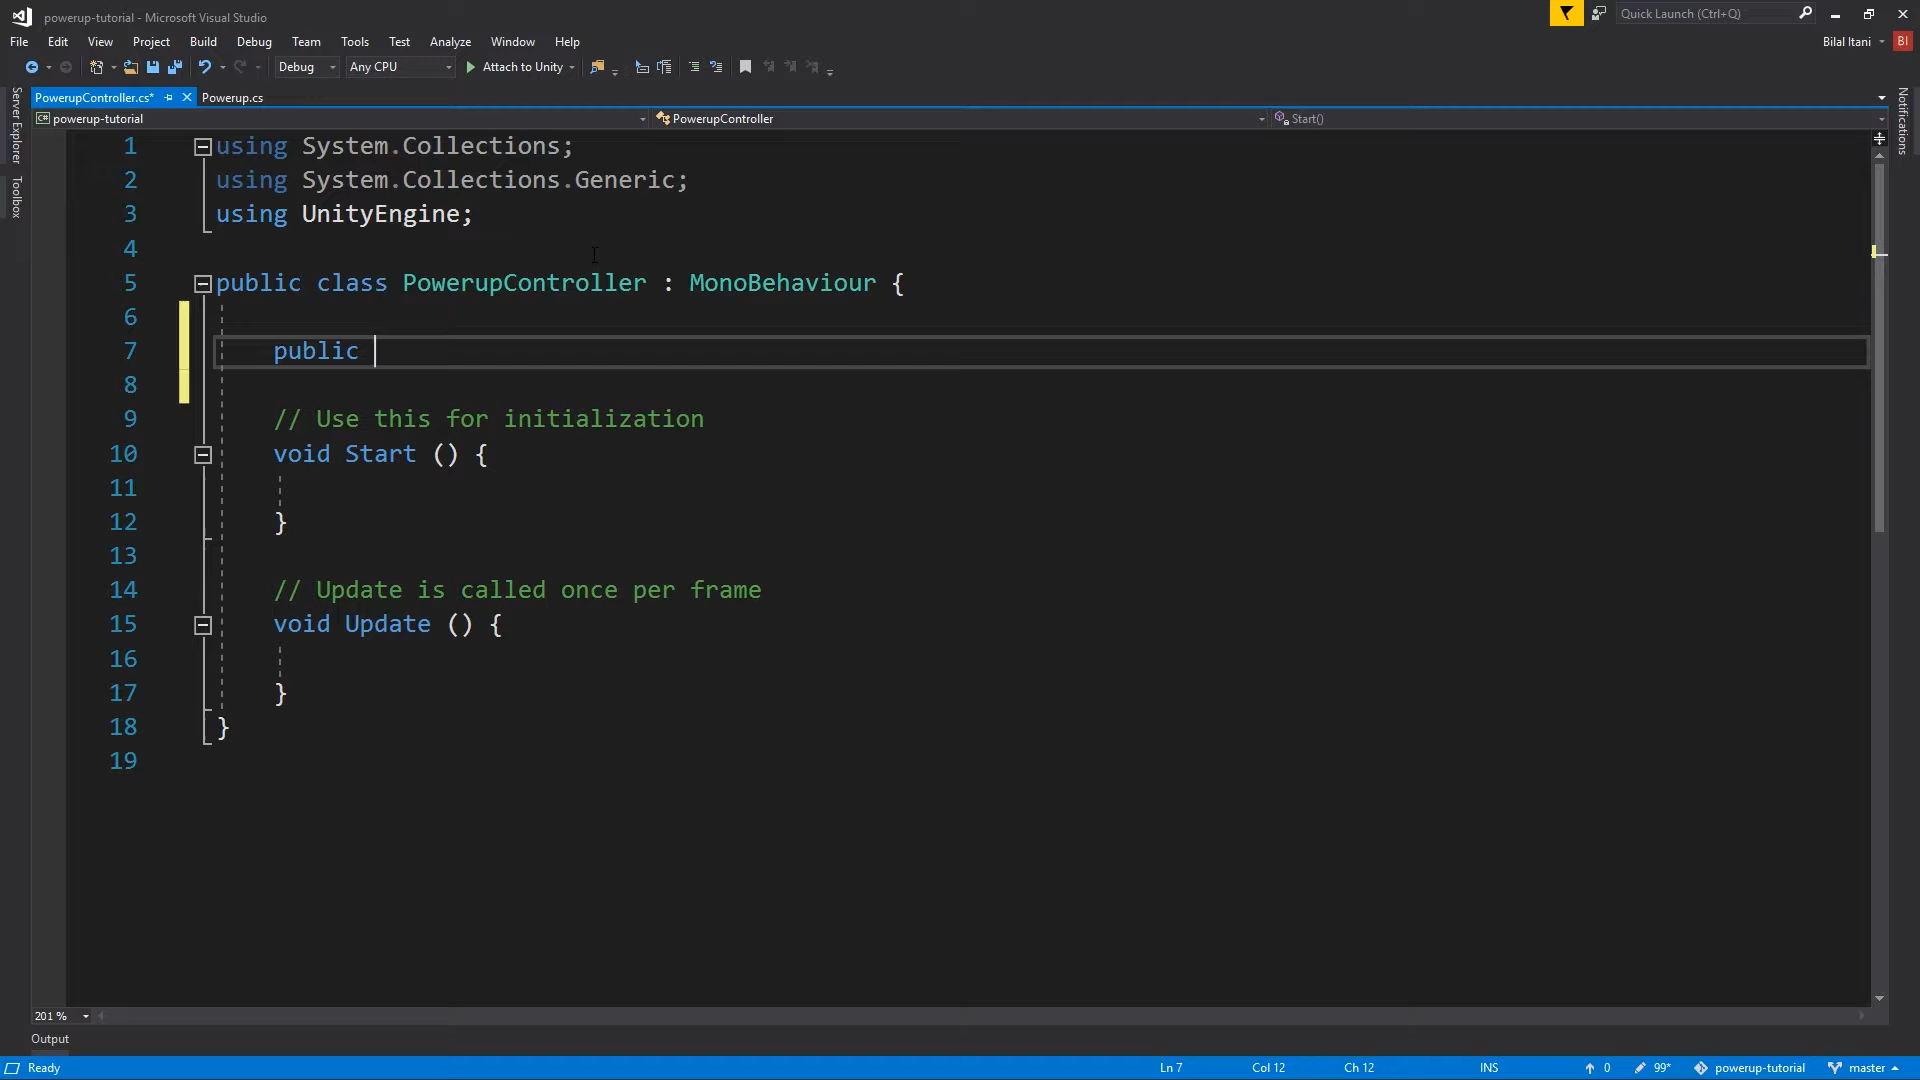 powerup-tutorial - Microsoft Visual Studio
Quick Launch (Ctrl+Q)
File Edit View Project Build Debug Team Tools Test Analyze Window Help
Bilal Itani BI
Debug Any CPU Attach to Unity
PowerupController.cs* Powerup.cs
powerup-tutorial PowerupController Start()
Server Explorer
Toolbox
Notifications
1 using System.Collections;
2 using System.Collections.Generic;
3 using UnityEngine;
4
5 public class PowerupController : MonoBehaviour {
6
7 public
8
9 // Use this for initialization
10 void Start () {
11
12 }
13
14 // Update is called once per frame
15 void Update () {
16
17 }
18 }
19
201 %
Output
Ready Ln 7 Col 12 Ch 12 INS 0 99* powerup-tutorial master